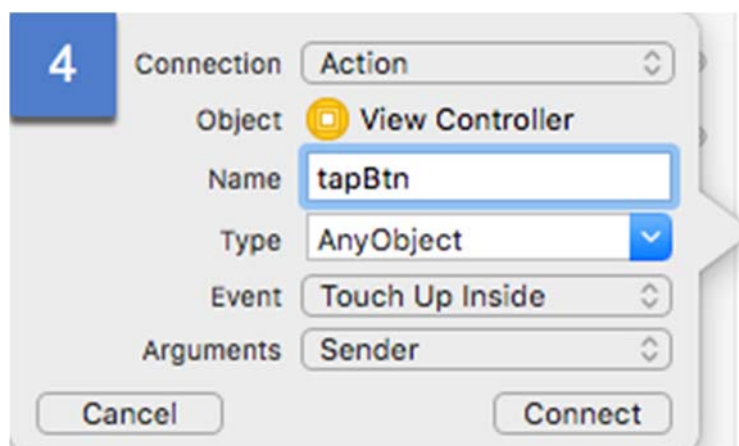 4
Connection Action
Object View Controller
Name tapBtn
Type AnyObject
Event Touch Up Inside
Arguments Sender
Cancel Connect